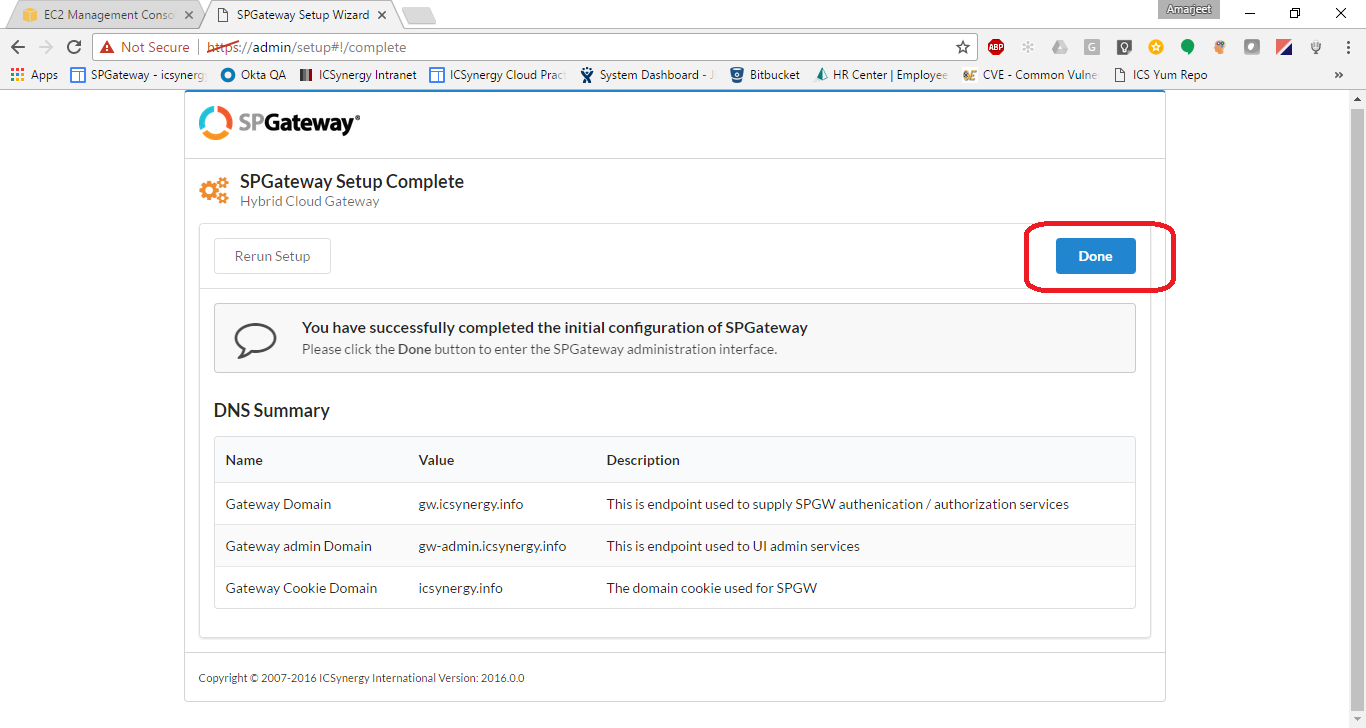 EC2 Management Conso
SPGateway Setup Wizard
Amarjeet
Not Secure
https://admin/setup#!/complete
ABP
G
Apps
SPGateway - icsynerg
Okta QA
ICSynergy Intranet
ICSynergy Cloud Pract
System Dashboard - J
Bitbucket
HR Center | Employee
CVE - Common Vulne
ICS Yum Repo
»
SPGateway®
SPGateway Setup Complete
Hybrid Cloud Gateway
Rerun Setup
Done
You have successfully completed the initial configuration of SPGateway
Please click the Done button to enter the SPGateway administration interface.
DNS Summary
Name Value Description
Gateway Domain gw.icsynergy.info This is endpoint used to supply SPGW authenication / authorization services
Gateway admin Domain gw-admin.icsynergy.info This is endpoint used to UI admin services
Gateway Cookie Domain icsynergy.info The domain cookie used for SPGW
Copyright © 2007-2016 ICSynergy International Version: 2016.0.0